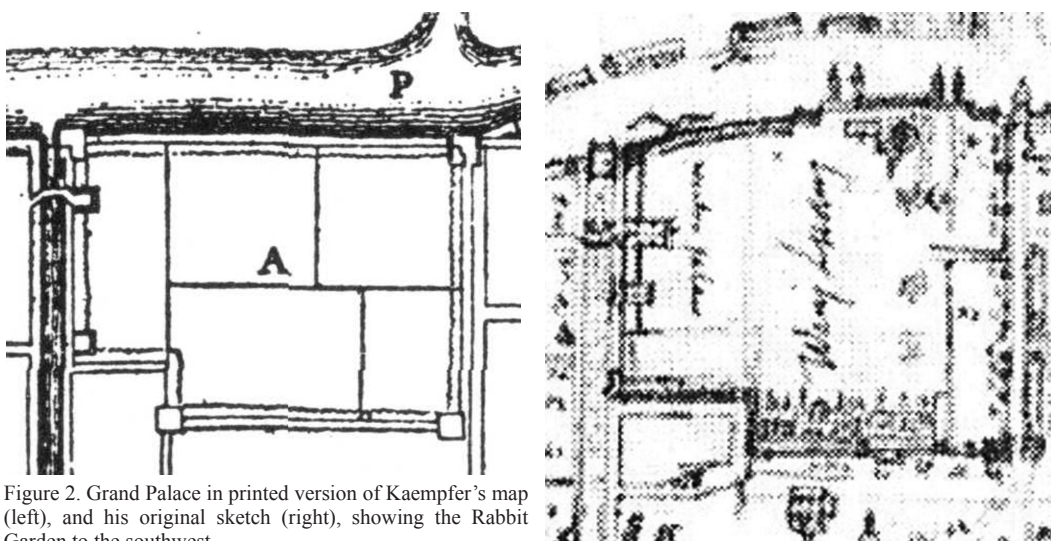 P
A
Figure 2. Grand Palace in printed version of Kaempfer’s map
(left), and his original sketch (right), showing the Rabbit
Garden to the southwest